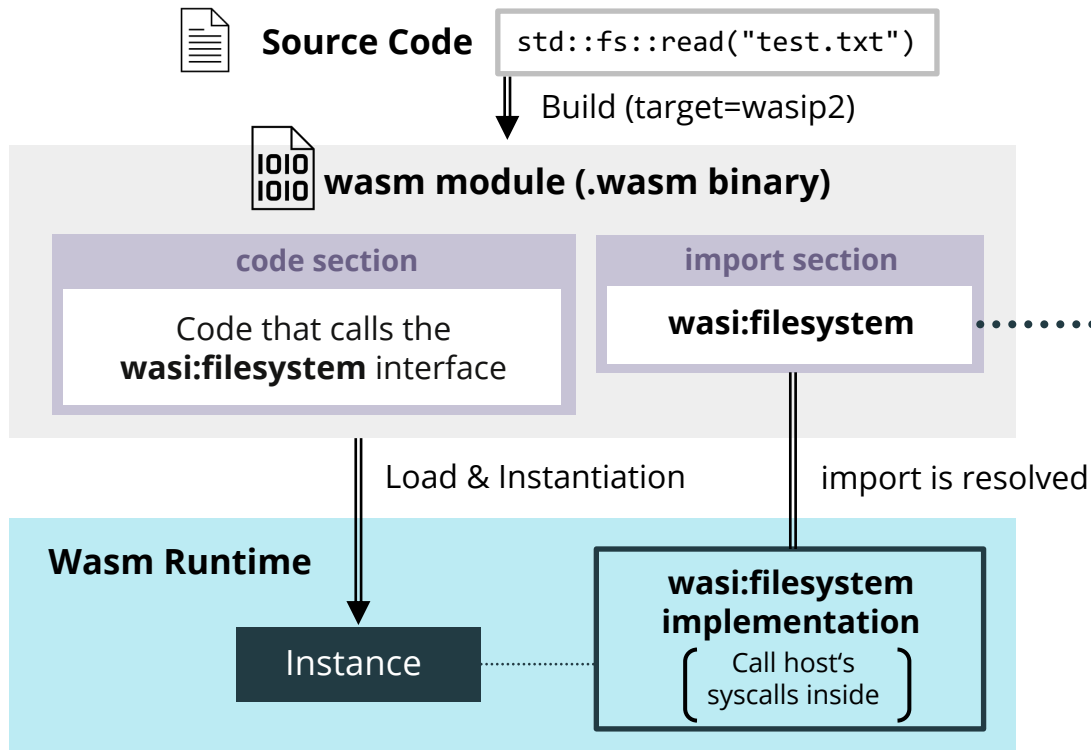 Source Code
std::fs::read("test.txt")
Build (target=wasip2)
IOIO
IOIO
wasm module (.wasm binary)
code section
Code that calls the
wasi:filesystem interface
import section
wasi:filesystem
Load & Instantiation
import is resolved
Wasm Runtime
Instance
wasi:filesystem
implementation
Call host‘s
syscalls inside